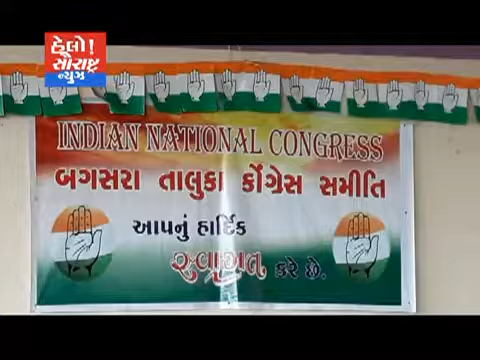 હેલો!
સૌરાષ્ટ્ર
ન્યુઝ
INDIAN NATIONAL CONGRESS
બગસરા તાલુકા કોંગ્રેસ સમીતિ
આપનું હાર્દિક
સ્વાગત કરે છે.